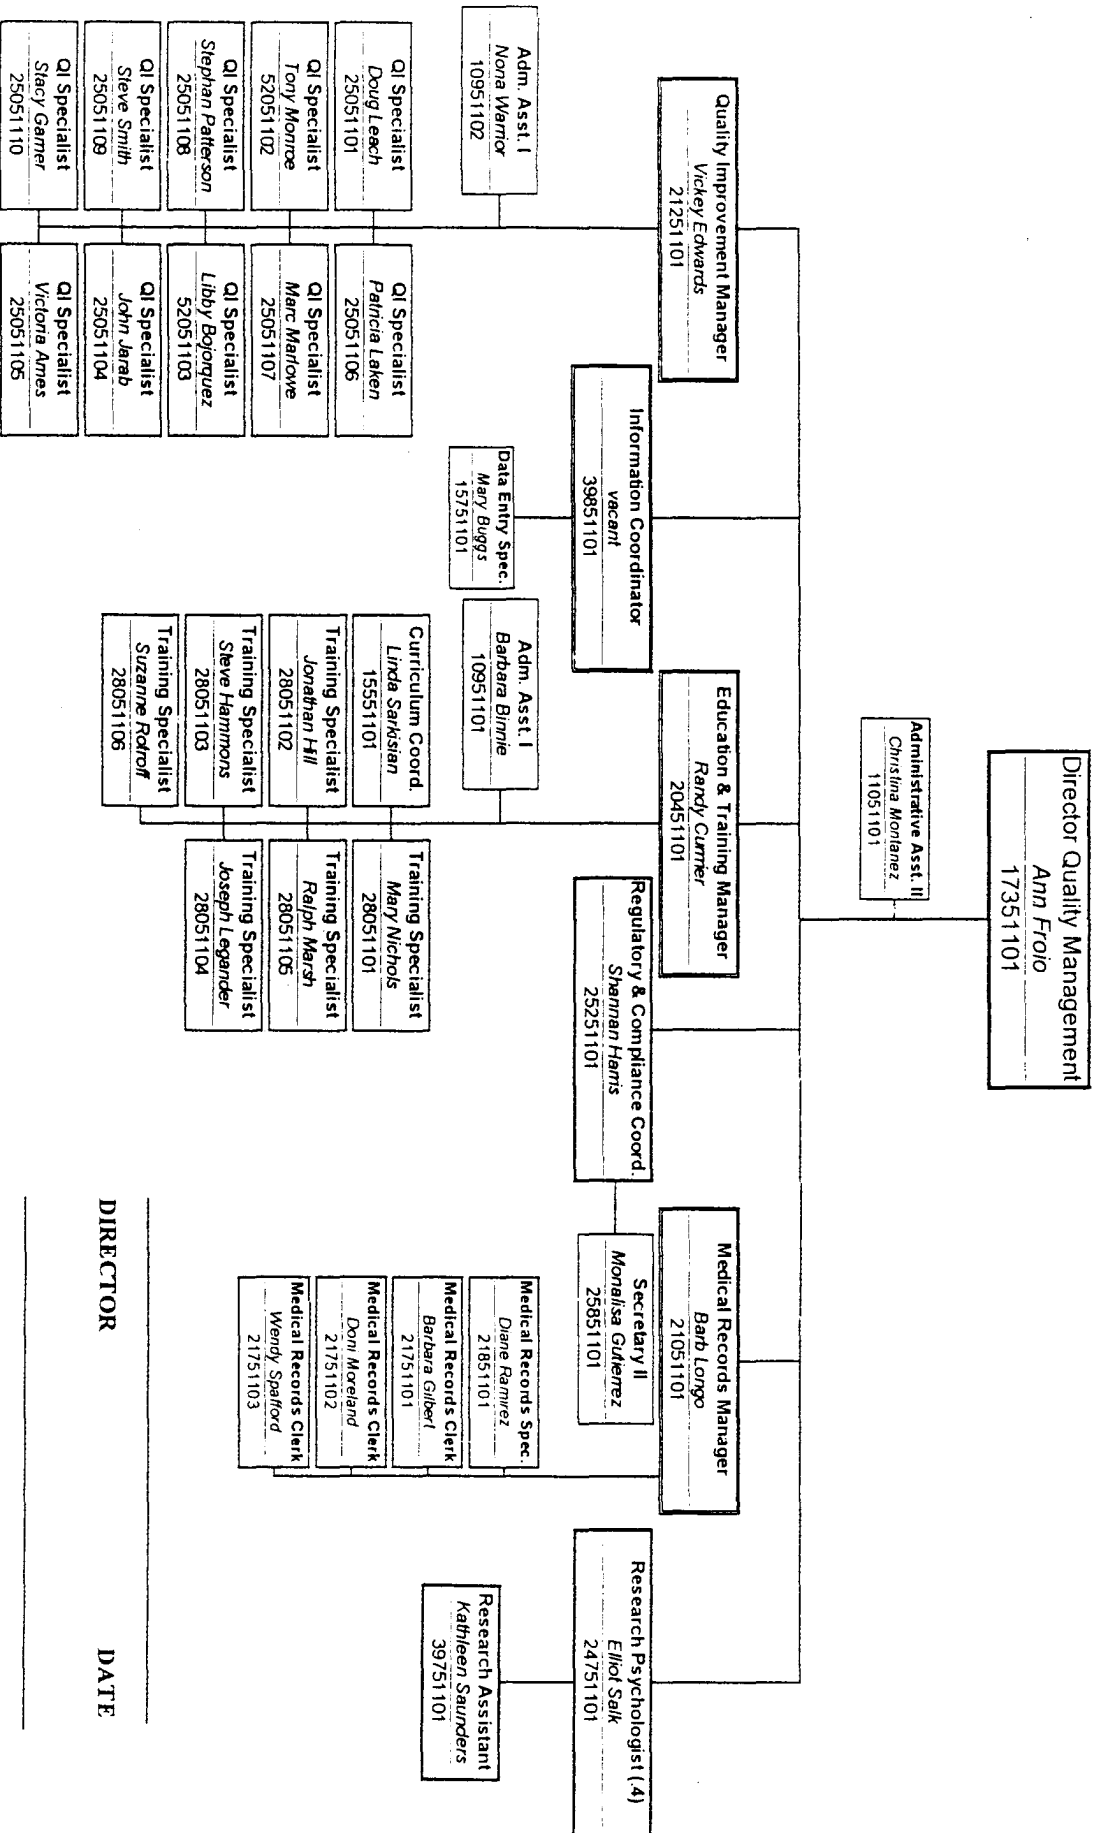 Director Quality Management
Ann Froio
17351101
Administrative Asst. II
Christina Montanez
11051101
Quality Improvement Manager
Vickey Edwards
21251101
Education & Training Manager
Randy Currier
20451101
Medical Records Manager
Barb Longo
21051101
Information Coordinator
vacant
39851101
Regulatory & Compliance Coord.
Shannan Harris
25251101
Secretary II
Monalisa Gutierrez
25851101
Research Psychologist (.4)
Elliot Salk
24751101
Adm. Asst. I
Nona Warrior
10951102
Data Entry Spec.
Mary Buggs
15751101
Adm. Asst. I
Barbara Binnie
10951101
Medical Records Spec.
Diane Ramirez
21851101
Research Assistant
Kathleen Saunders
39751101
QI Specialist
Doug Leach
25051101
QI Specialist
Patricia Laken
25051106
Curriculum Coord.
Linda Sarkisian
15551101
Training Specialist
Mary Nichols
28051101
Medical Records Clerk
Barbara Gilbert
21751101
QI Specialist
Tony Monroe
52051102
QI Specialist
Marc Marlowe
25051107
Training Specialist
Jonathan Hill
28051102
Training Specialist
Ralph Marsh
28051105
Medical Records Clerk
Doni Moreland
21751102
QI Specialist
Stephan Patterson
25051108
QI Specialist
Libby Bojorquez
52051103
Training Specialist
Steve Hammons
28051103
Training Specialist
Joseph Legander
28051104
Medical Records Clerk
Wendy Spafford
21751103
QI Specialist
Steve Smith
25051109
QI Specialist
John Jarab
25051104
Training Specialist
Suzanne Rotroff
28051106
QI Specialist
Stacy Garner
25051110
QI Specialist
Victoria Ames
25051105
DIRECTOR DATE